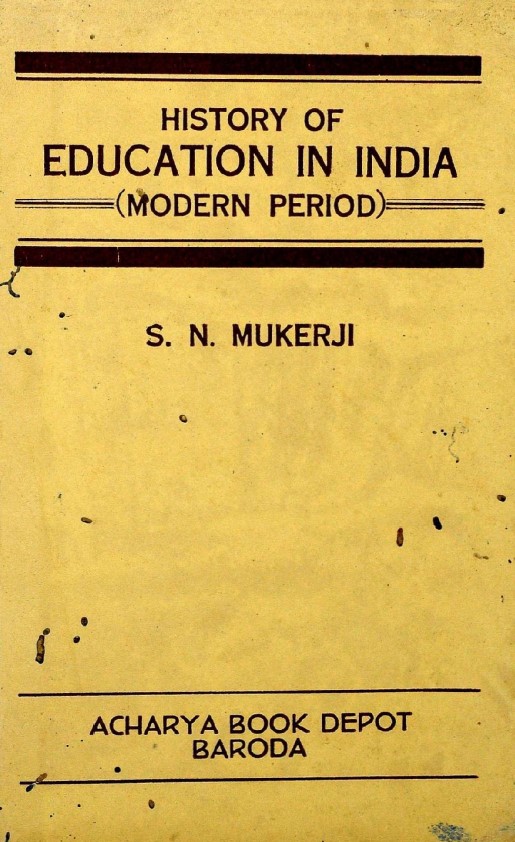 HISTORY OF
EDUCATION IN INDIA
(MODERN PERIOD)
S. N. MUKERJI
ACHARYA BOOK DEPOT
BARODA